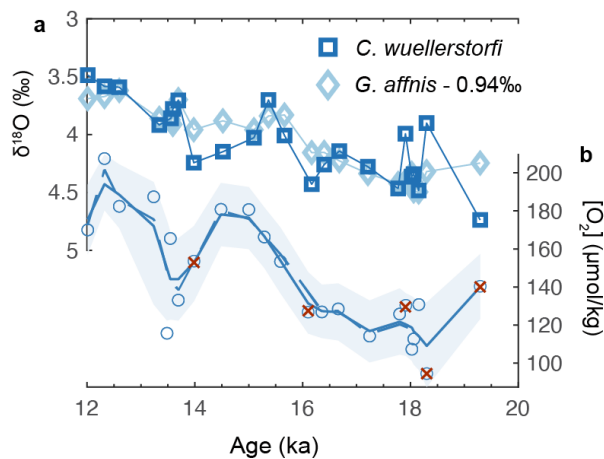 a
3
C. wuellerstorfi
3.5
G. affnis - 0.94‰
δ¹⁸O (‰)
4
b
4.5
200
5
180
160
140
120
100
[O₂] (μmol/kg)
12 14 16 18 20
Age (ka)